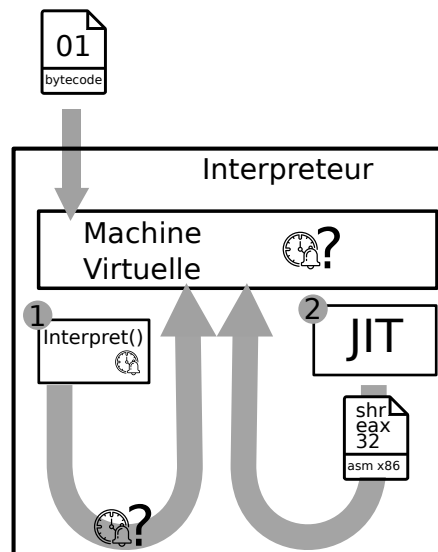 01
bytecode
Interpreteur
Machine
Virtuelle
?
1
Interpret()
2
JIT
shr
eax
32
asm x86
?